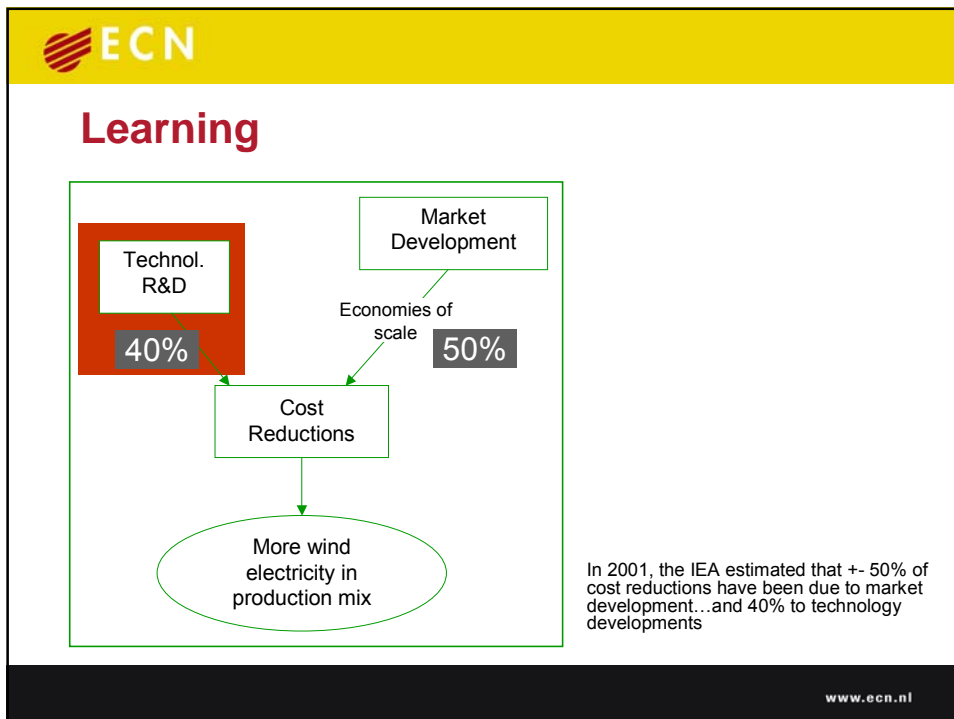 ECN
Learning
Technol.
R&D
40%
Market
Development
Economies of
scale
50%
Cost
Reductions
More wind
electricity in
production mix
In 2001, the IEA estimated that +- 50% of
cost reductions have been due to market
development…and 40% to technology
developments
www.ecn.nl